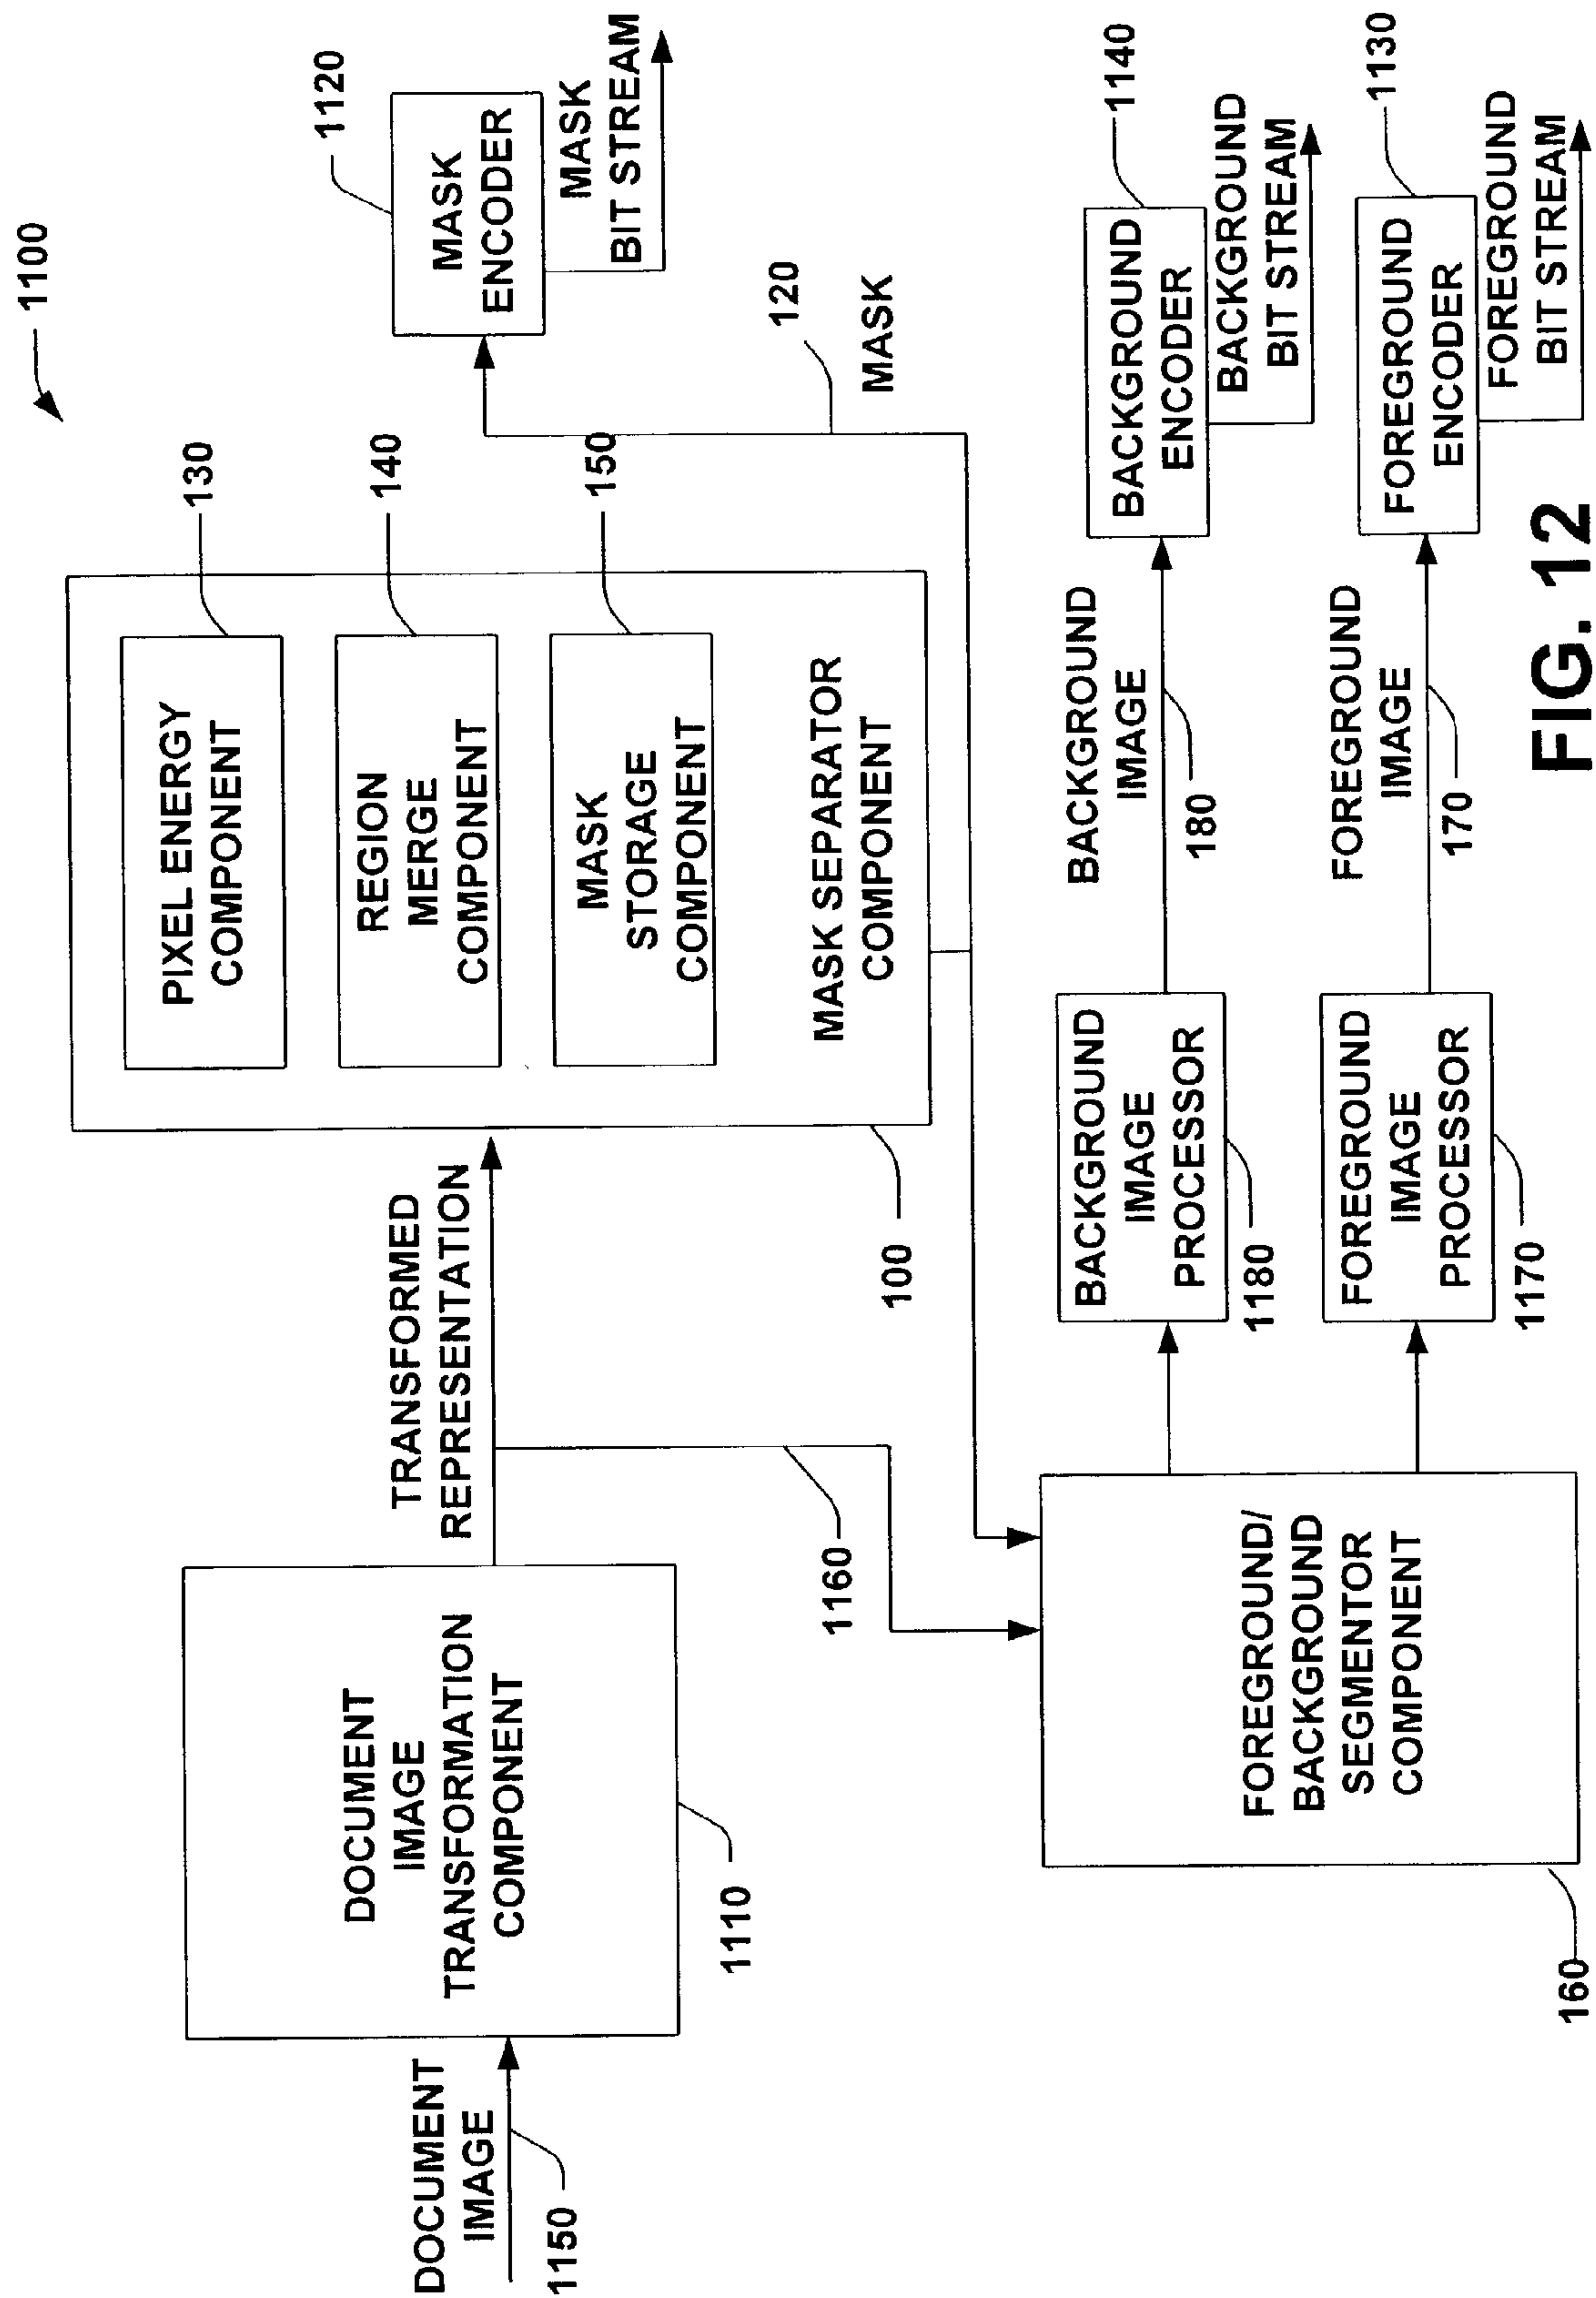 1100
DOCUMENT
IMAGE
1150
DOCUMENT
IMAGE
TRANSFORMATION
COMPONENT
1110
TRANSFORMED
REPRESENTATION
1160
PIXEL ENERGY
COMPONENT
130
REGION
MERGE
COMPONENT
140
MASK
STORAGE
COMPONENT
150
MASK SEPARATOR
COMPONENT
100
MASK
ENCODER
1120
MASK
BIT STREAM
120
MASK
FOREGROUND/
BACKGROUND
SEGMENTOR
COMPONENT
160
BACKGROUND
IMAGE
PROCESSOR
1180
BACKGROUND
IMAGE
180
BACKGROUND
ENCODER
1140
BACKGROUND
BIT STREAM
FOREGROUND
IMAGE
PROCESSOR
1170
FOREGROUND
IMAGE
170
FOREGROUND
ENCODER
1130
FOREGROUND
BIT STREAM
FIG. 12